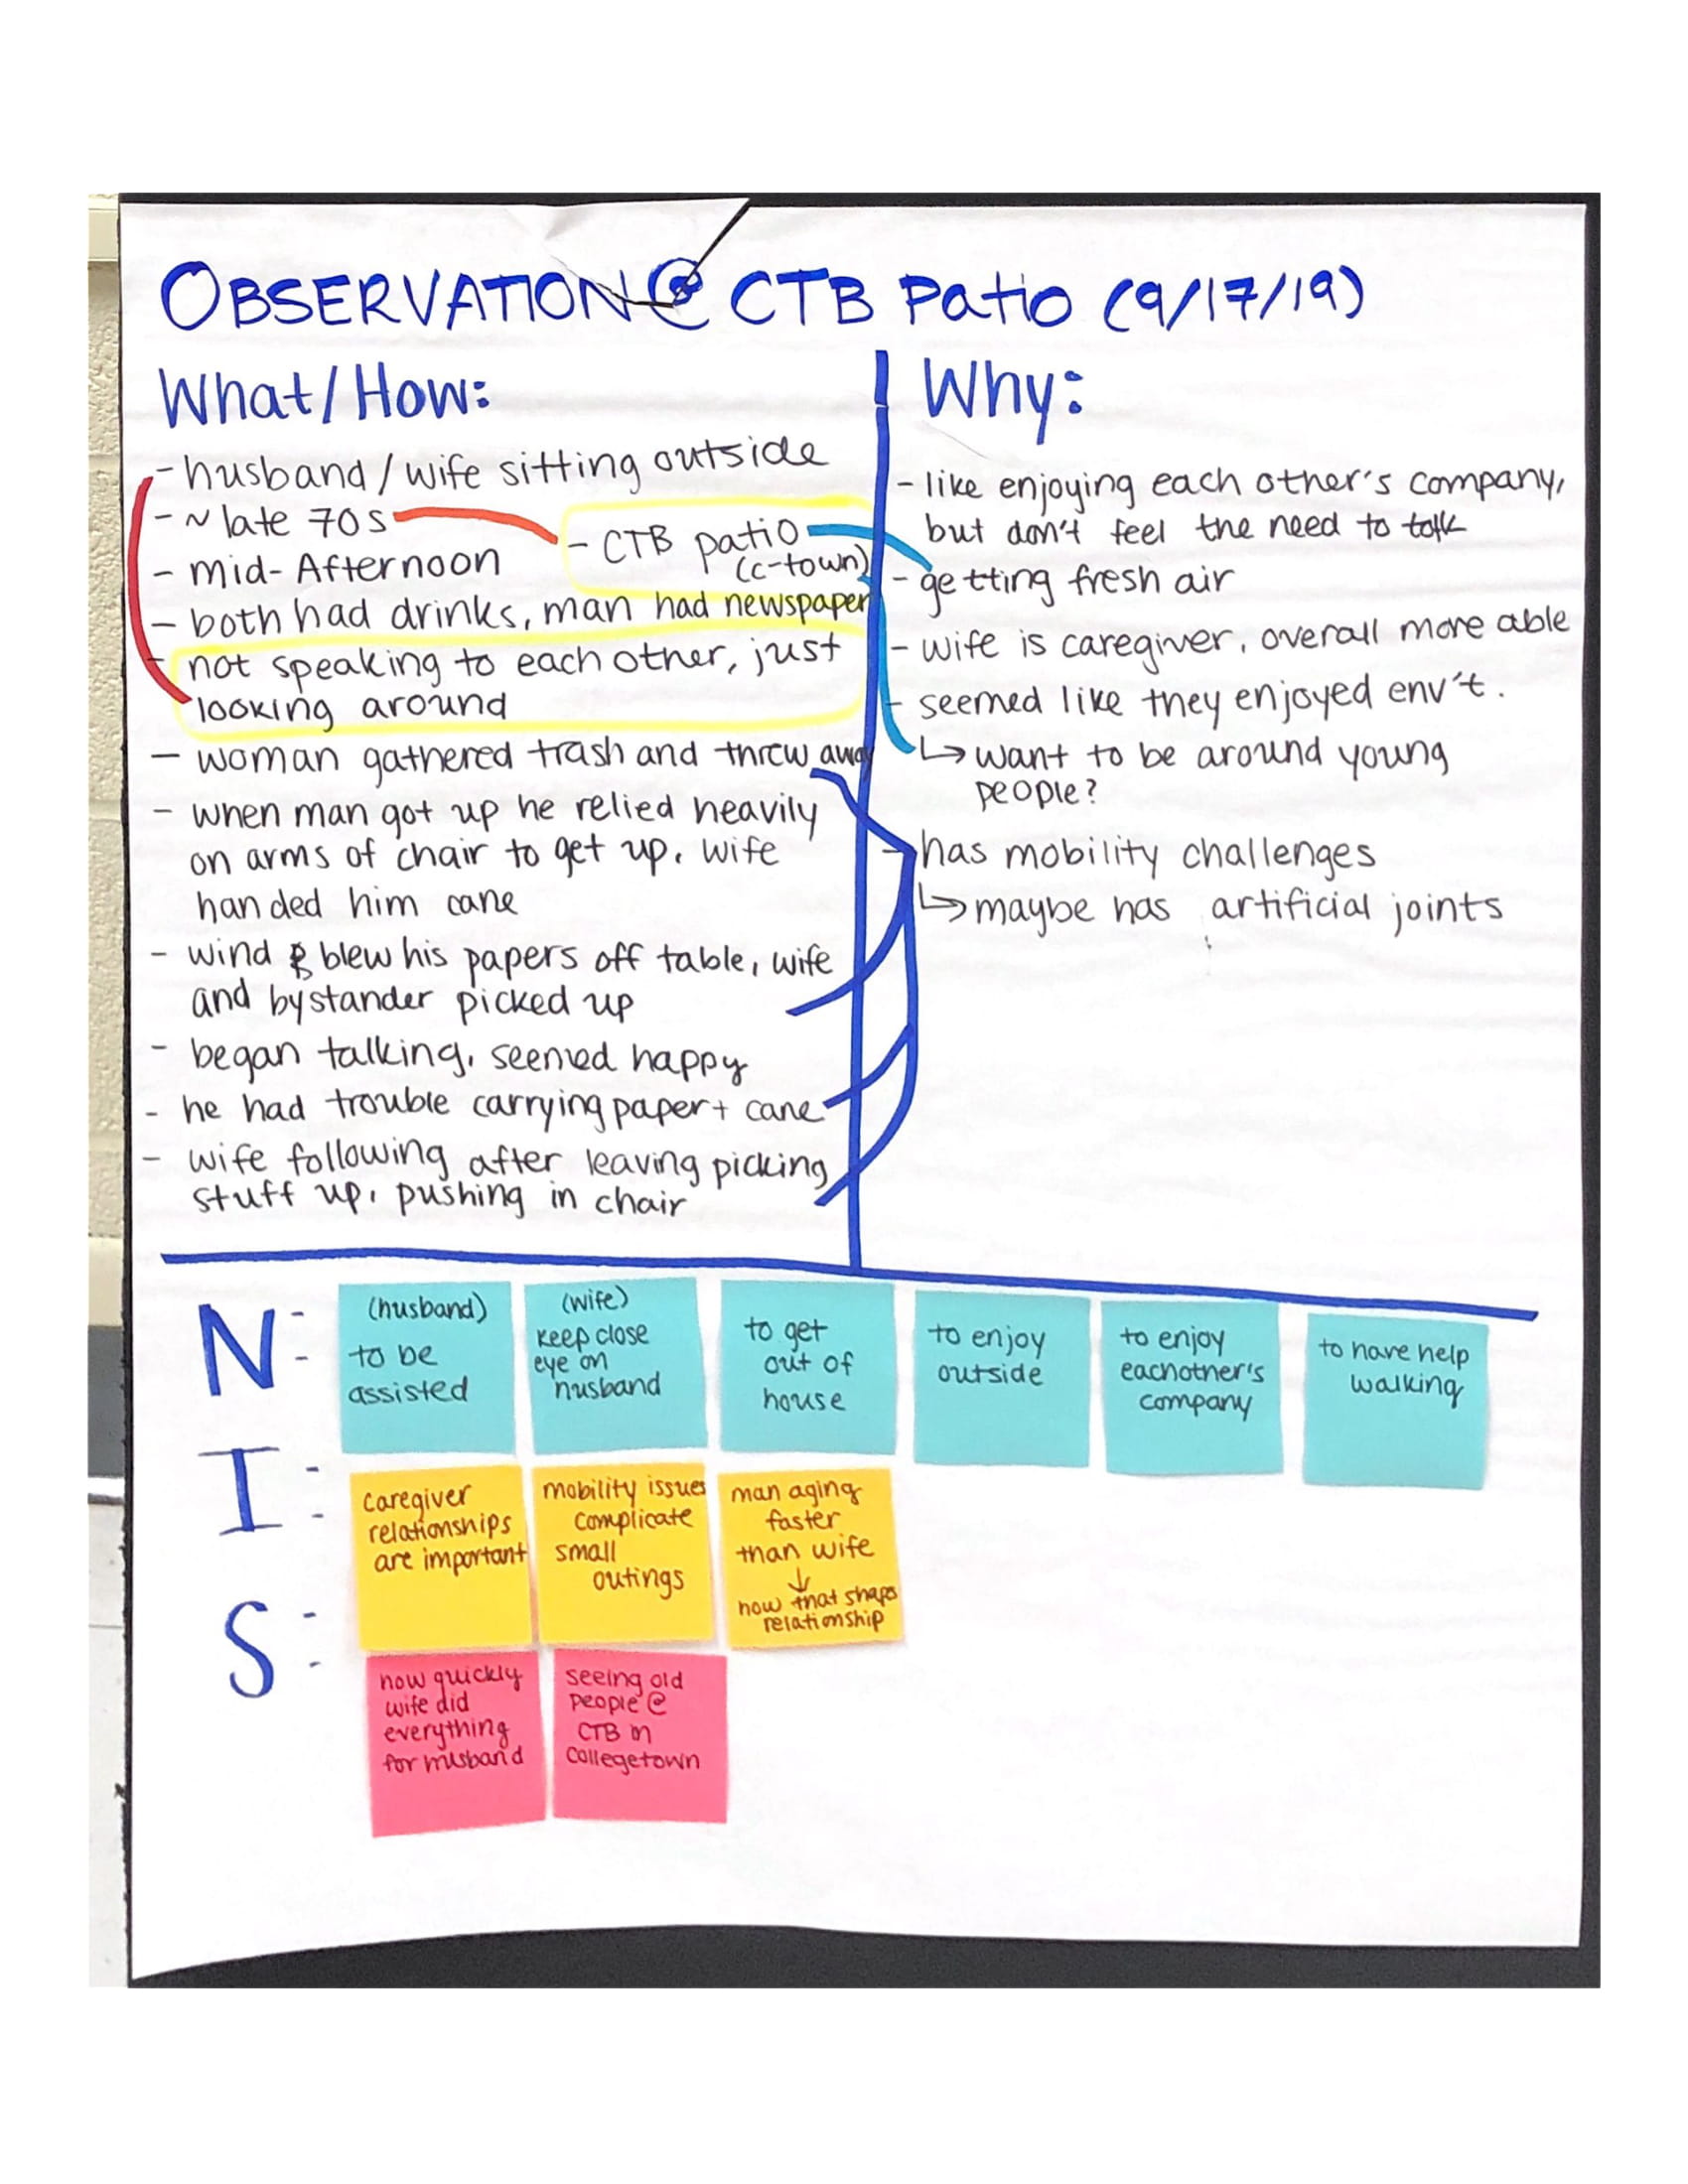 OBSERVATION @ CTB Patio (9/17/19)
What/How:
- husband/wife sitting outside
- ~ late 70s
- CTB patio
(c-town)
- mid-Afternoon
- both had drinks, man had newspaper
- not speaking to each other, just
looking around
- woman gathered trash and threw away
- when man got up he relied heavily
on arms of chair to get up, wife
handed him cane
- wind blew his papers off table, wife
and bystander picked up
- began talking, seemed happy
- he had trouble carrying paper + cane
- wife following after leaving picking
stuff up, pushing in chair
Why:
- like enjoying each other's company,
but don't feel the need to talk
- getting fresh air
- wife is caregiver, overall more able
- seemed like they enjoyed env't.
↳ want to be around young
people?
- has mobility challenges
↳ maybe has artificial joints
N:
(husband)
to be
assisted
(wife)
keep close
eye on
husband
to get
out of
house
to enjoy
outside
to enjoy
eachother's
company
to have help
walking
I:
caregiver
relationships
are important
mobility issues
complicate
small
outings
man aging
faster
than wife
↓
how that shaps
relationship
S:
how quickly
wife did
everything
for husband
seeing old
people @
CTB in
Collegetown